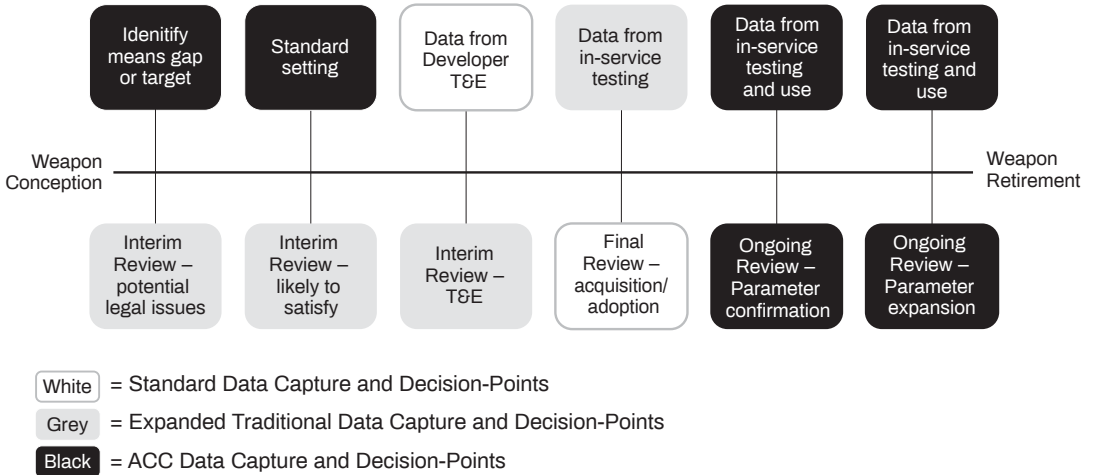 Idenitify
means gap
or target
Standard
setting
Data from
Developer
T&E
Data from
in-service
testing
Data from
in-service
testing
and use
Data from
in-service
testing and
use
Weapon
Conception
Weapon
Retirement
Interim
Review –
potential
legal issues
Interim
Review –
likely to
satisfy
Interim
Review –
T&E
Final
Review –
acquisition/
adoption
Ongoing
Review –
Parameter
confirmation
Ongoing
Review –
Parameter
expansion
White = Standard Data Capture and Decision-Points
Grey = Expanded Traditional Data Capture and Decision-Points
Black = ACC Data Capture and Decision-Points